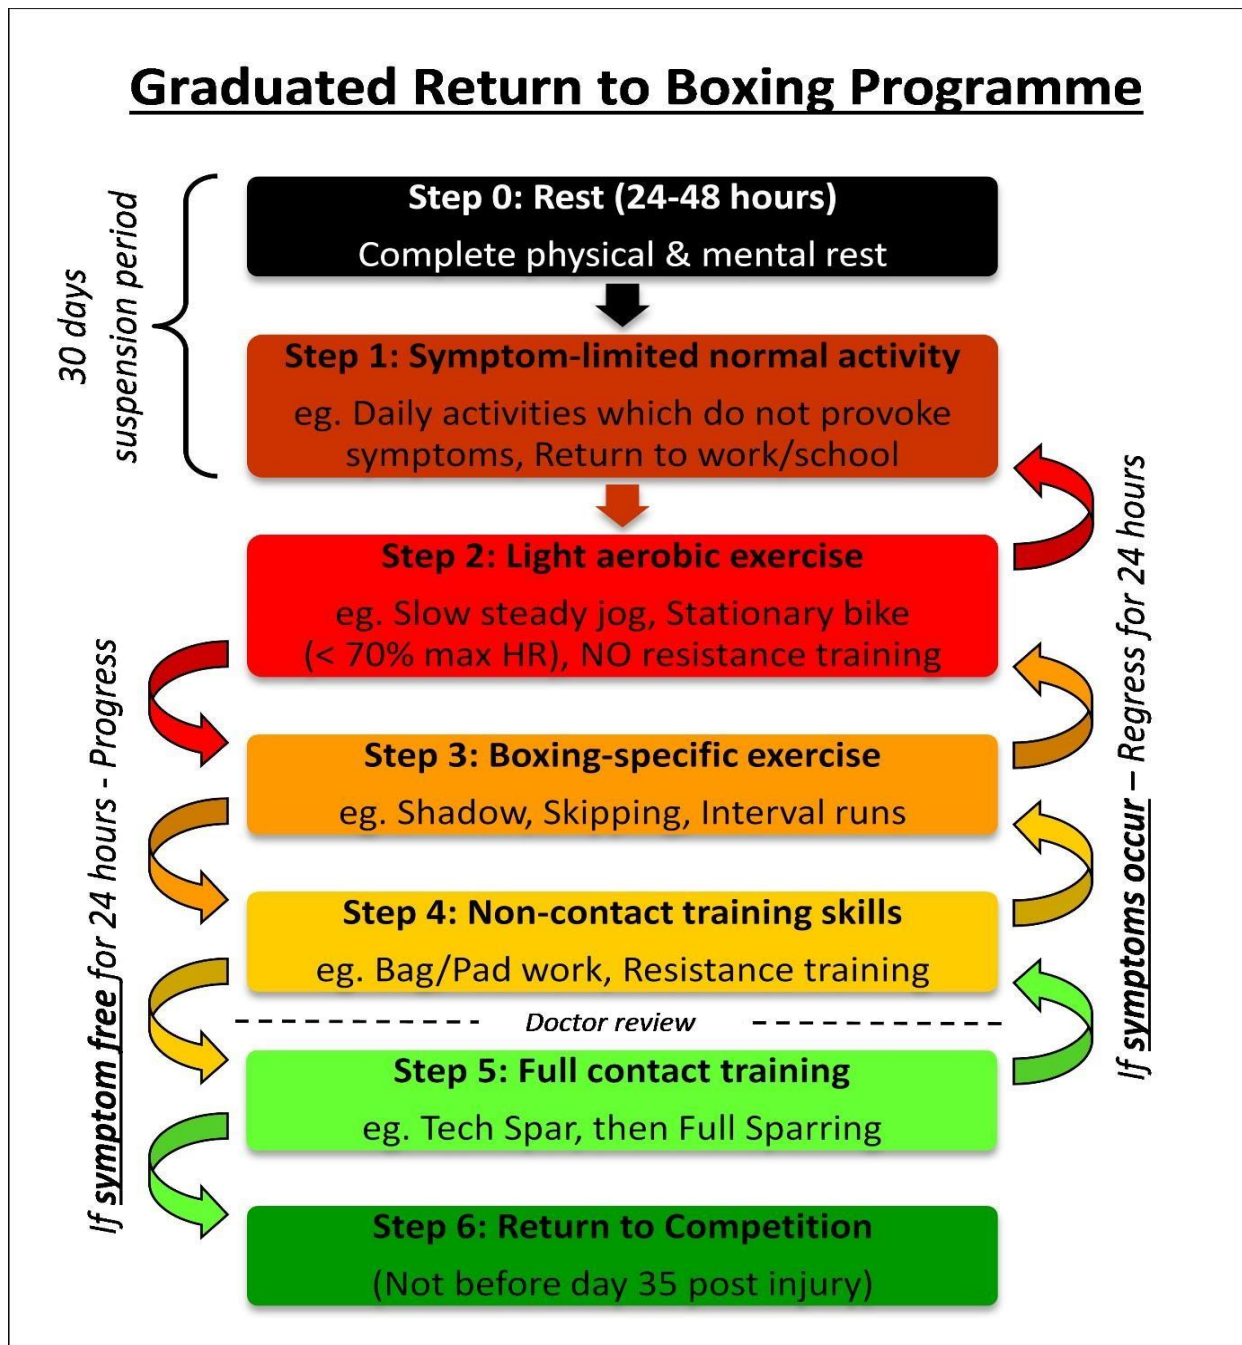 Graduated Return to Boxing Programme
30 days
suspension period
Step 0: Rest (24-48 hours)
Complete physical & mental rest
Step 1: Symptom-limited normal activity
eg. Daily activities which do not provoke
symptoms, Return to work/school
Step 2: Light aerobic exercise
eg. Slow steady jog, Stationary bike
(< 70% max HR), NO resistance training
Step 3: Boxing-specific exercise
eg. Shadow, Skipping, Interval runs
Step 4: Non-contact training skills
eg. Bag/Pad work, Resistance training
Doctor review
Step 5: Full contact training
eg. Tech Spar, then Full Sparring
Step 6: Return to Competition
(Not before day 35 post injury)
If symptom free for 24 hours - Progress
If symptoms occur – Regress for 24 hours